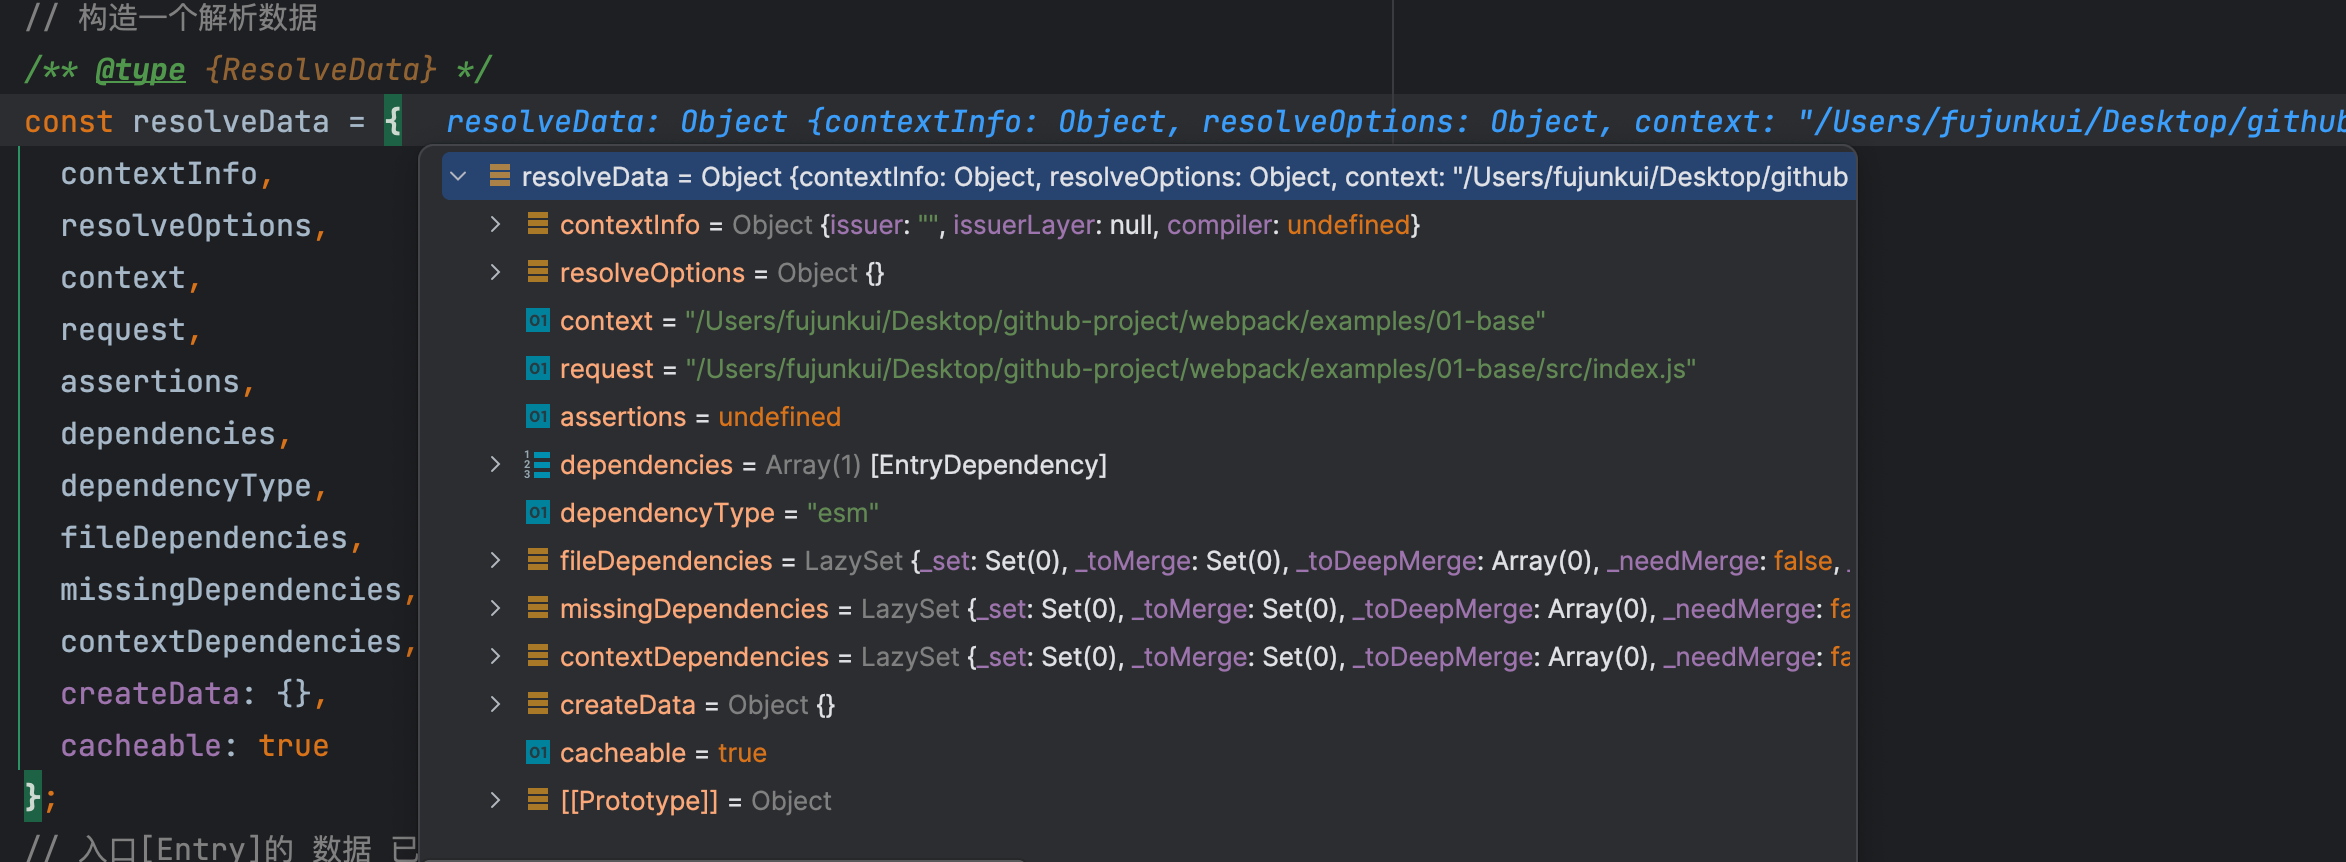 // 构造一个解析数据
/** @type {ResolveData} */
const resolveData = { resolveData: Object {contextInfo: Object, resolveOptions: Object, context: "/Users/fujunkui/Desktop/github
contextInfo,
resolveOptions,
context,
request,
assertions,
dependencies,
dependencyType,
fileDependencies,
missingDependencies,
contextDependencies,
createData: {},
cacheable: true
};
// 入口[Entry]的 数据 已
resolveData = Object {contextInfo: Object, resolveOptions: Object, context: "/Users/fujunkui/Desktop/github
contextInfo = Object {issuer: "", issuerLayer: null, compiler: undefined}
resolveOptions = Object {}
01 context = "/Users/fujunkui/Desktop/github-project/webpack/examples/01-base"
01 request = "/Users/fujunkui/Desktop/github-project/webpack/examples/01-base/src/index.js"
01 assertions = undefined
123 dependencies = Array(1) [EntryDependency]
01 dependencyType = "esm"
fileDependencies = LazySet {_set: Set(0), _toMerge: Set(0), _toDeepMerge: Array(0), _needMerge: false,
missingDependencies = LazySet {_set: Set(0), _toMerge: Set(0), _toDeepMerge: Array(0), _needMerge: fa
contextDependencies = LazySet {_set: Set(0), _toMerge: Set(0), _toDeepMerge: Array(0), _needMerge: fa
createData = Object {}
01 cacheable = true
[[Prototype]] = Object